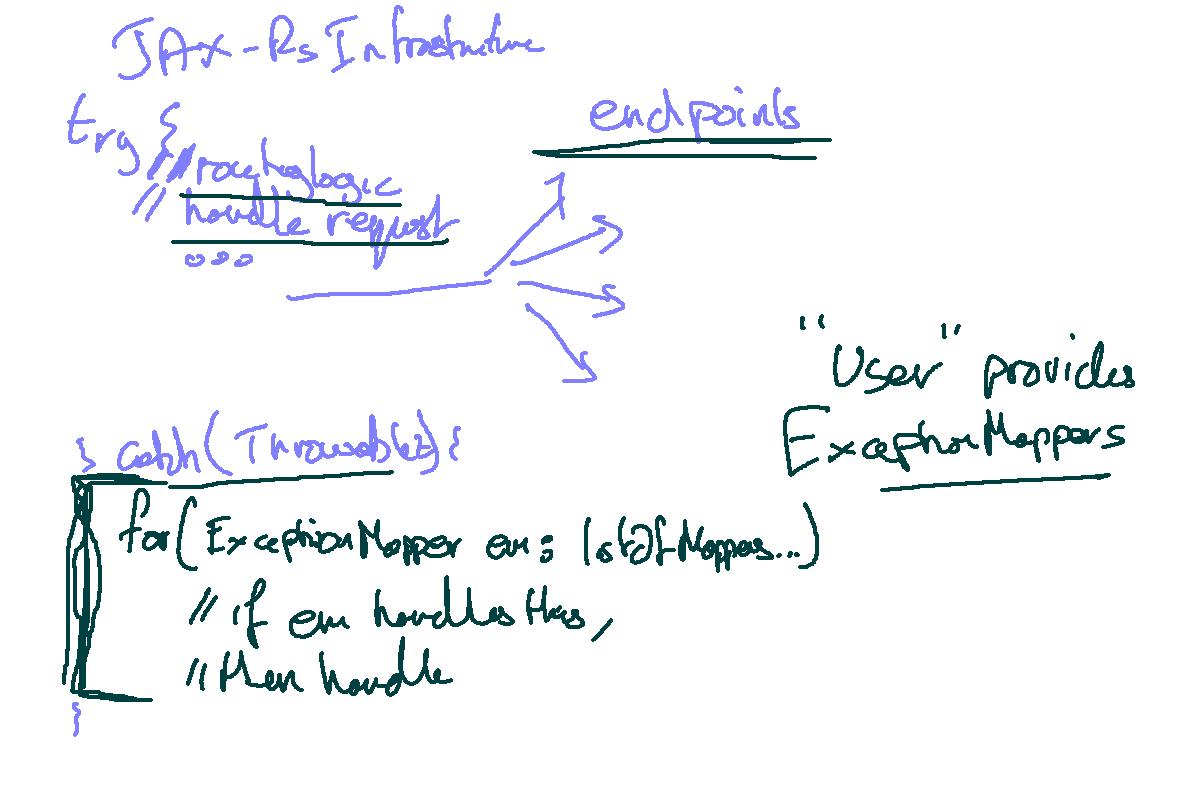 JAX-Rs Infrastructure
endpoints
try {
// routinglogic
// handle request
...
"User" provides
ExceptionMappers
} catch(Throwable){
for(ExceptionMapper em: listOfMappers...)
// if em handles this,
// then handle
}